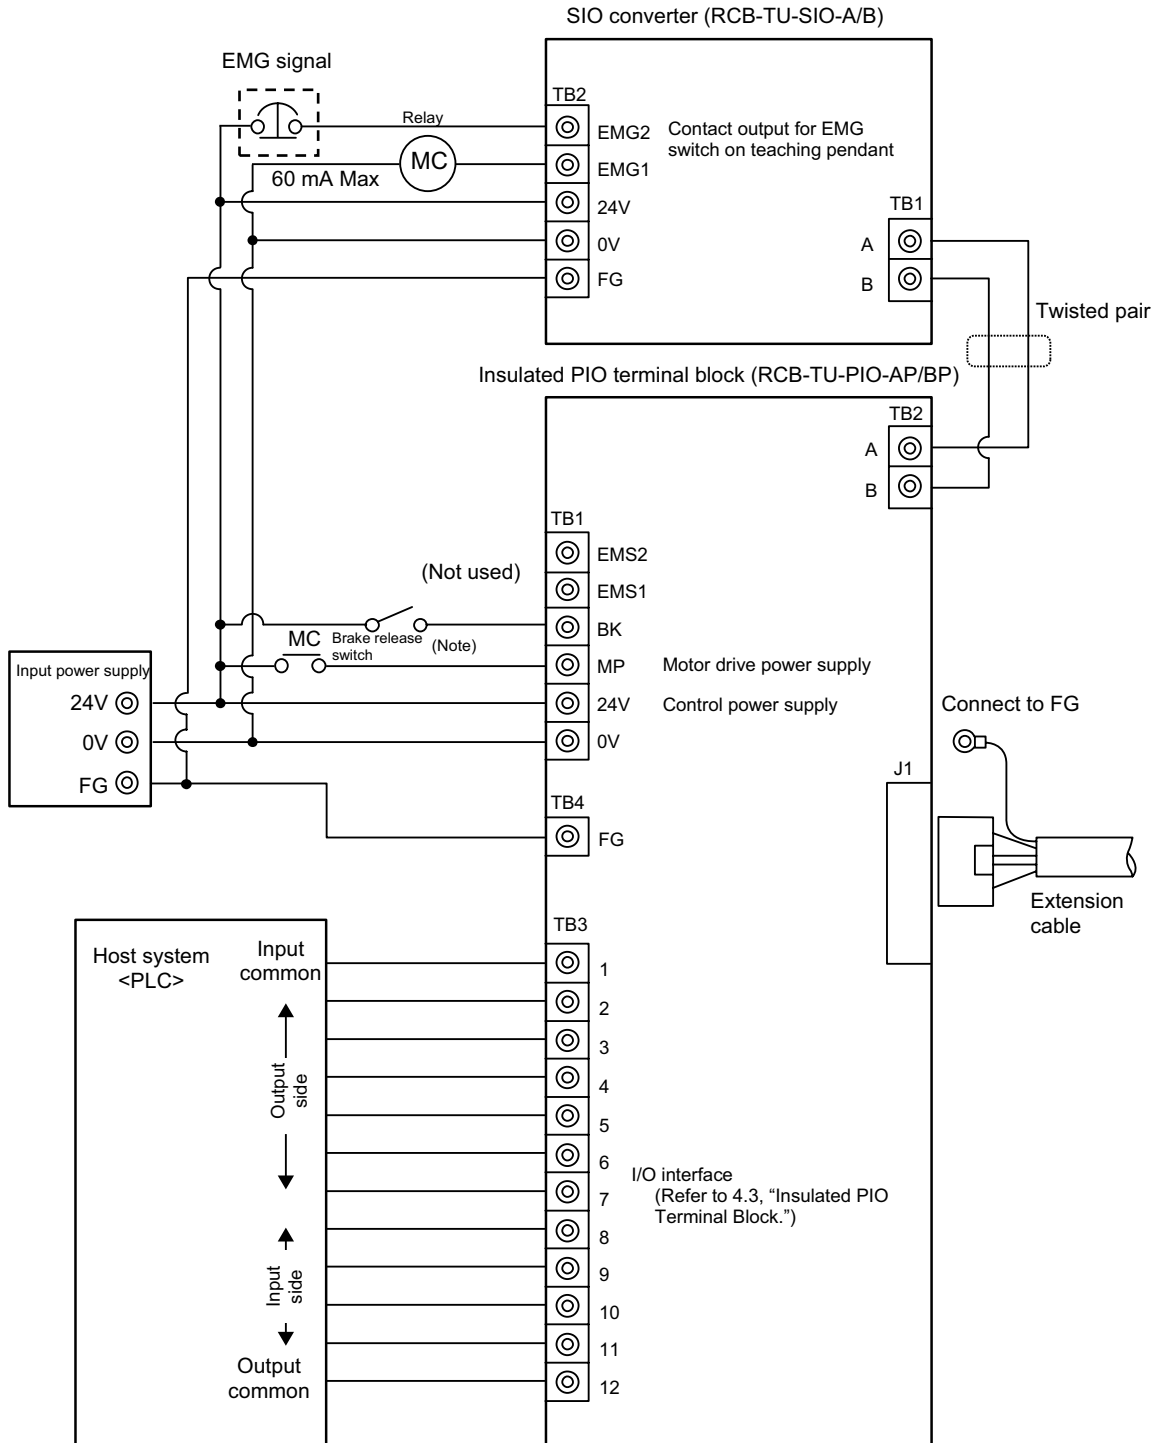 SIO converter (RCB-TU-SIO-A/B)
EMG signal
TB2
Relay
EMG2
Contact output for EMG
switch on teaching pendant
MC
EMG1
60 mA Max
24V
TB1
0V
A
FG
B
Twisted pair
Insulated PIO terminal block (RCB-TU-PIO-AP/BP)
TB2
A
B
TB1
EMS2
(Not used)
EMS1
BK
MC
Brake release
switch
(Note)
MP
Motor drive power supply
Input power supply
24V
24V
Control power supply
Connect to FG
0V
0V
FG
J1
TB4
FG
Extension
cable
TB3
Host system
<PLC>
Input
common
1
2
3
Output
side
4
5
6
I/O interface
(Refer to 4.3, “Insulated PIO
Terminal Block.”)
7
8
Input
side
9
10
11
Output
common
12